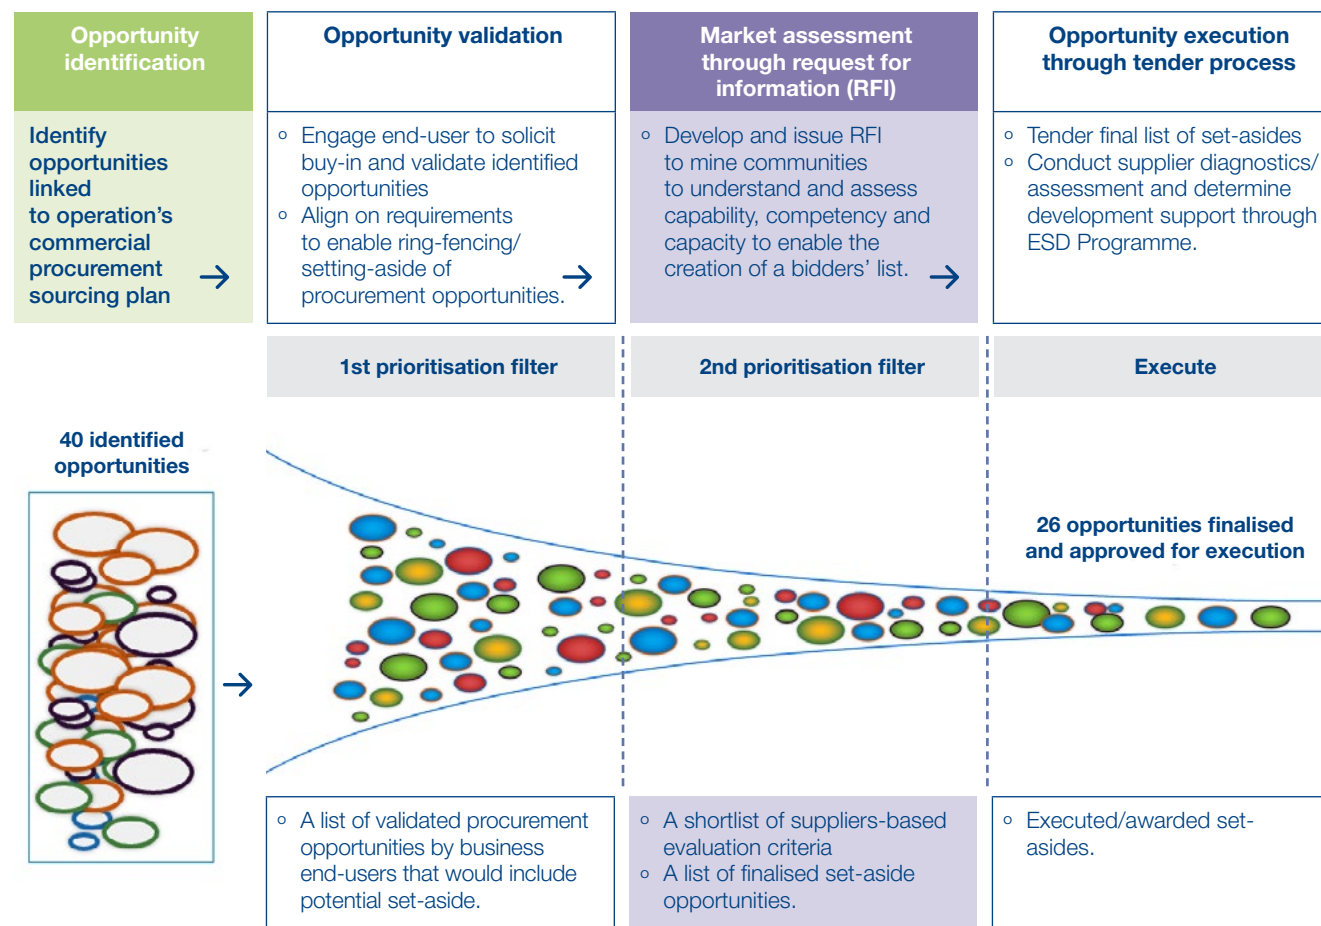 Opportunity
identification
Identify
opportunities
linked
to operation's
commercial
procurement
sourcing plan
Opportunity validation
o Engage end-user to solicit
buy-in and validate identified
opportunities
o Align on requirements
to enable ring-fencing/
setting-aside of
procurement opportunities.
Market assessment
through request for
information (RFI)
o Develop and issue RFI
to mine communities
to understand and assess
capability, competency and
capacity to enable the
creation of a bidders' list.
Opportunity execution
through tender process
o Tender final list of set-asides
o Conduct supplier diagnostics/
assessment and determine
development support through
ESD Programme.
1st prioritisation filter
2nd prioritisation filter
Execute
40 identified
opportunities
26 opportunities finalised
and approved for execution
o A list of validated procurement
opportunities by business
end-users that would include
potential set-aside.
o A shortlist of suppliers-based
evaluation criteria
o A list of finalised set-aside
opportunities.
o Executed/awarded set-
asides.